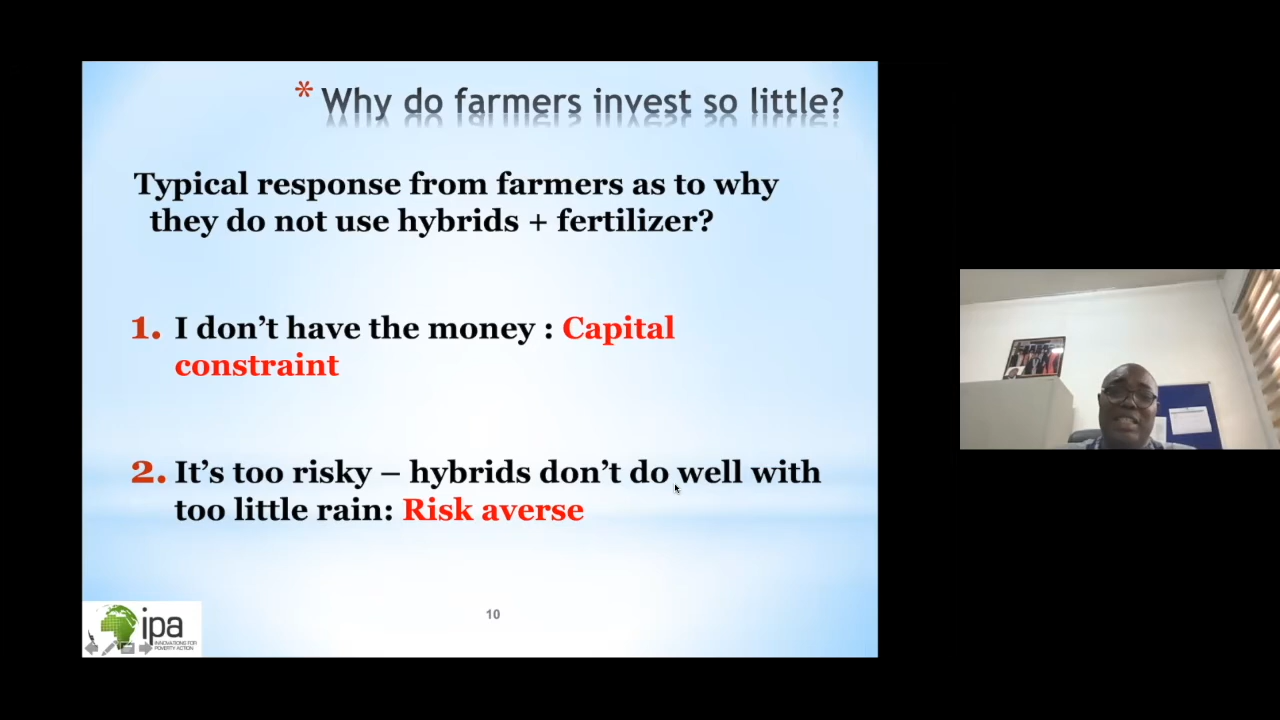 * Why do farmers invest so little?
Typical response from farmers as to why
they do not use hybrids + fertilizer?
1. I don't have the money : Capital
constraint
2. It's too risky – hybrids don't do well with
too little rain: Risk averse
10
ipa
INNOVATIONS FOR
POVERTY ACTION